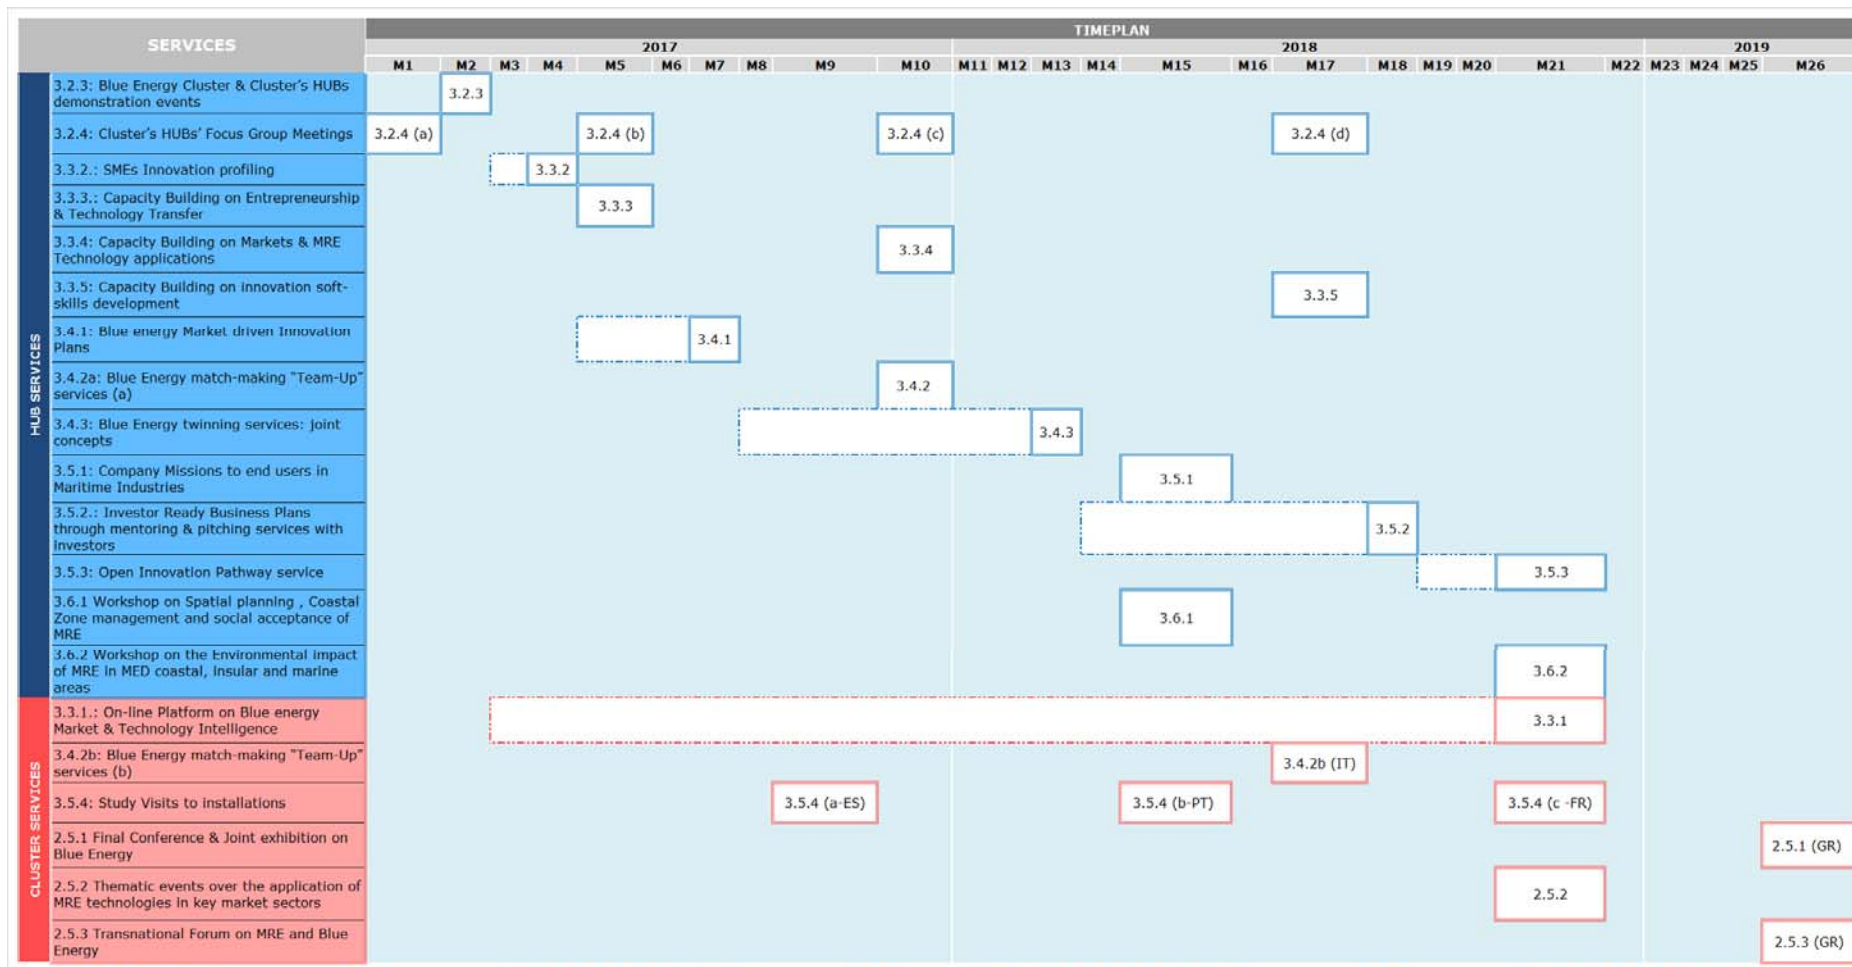 SERVICES
TIMEPLAN
2017 2018 2019
M1 M2 M3 M4 M5 M6 M7 M8 M9 M10 M11 M12 M13 M14 M15 M16 M17 M18 M19 M20 M21 M22 M23 M24 M25 M26
HUB SERVICES
3.2.3: Blue Energy Cluster & Cluster's HUBs
demonstration events
3.2.3
3.2.4: Cluster's HUBs' Focus Group Meetings
3.2.4 (a) 3.2.4 (b) 3.2.4 (c) 3.2.4 (d)
3.3.2.: SMEs Innovation profiling
3.3.2
3.3.3.: Capacity Building on Entrepreneurship
& Technology Transfer
3.3.3
3.3.4: Capacity Building on Markets & MRE
Technology applications
3.3.4
3.3.5: Capacity Building on innovation soft-
skills development
3.3.5
3.4.1: Blue energy Market driven Innovation
Plans
3.4.1
3.4.2a: Blue Energy match-making "Team-Up"
services (a)
3.4.2
3.4.3: Blue Energy twinning services: joint
concepts
3.4.3
3.5.1: Company Missions to end users in
Maritime Industries
3.5.1
3.5.2.: Investor Ready Business Plans
through mentoring & pitching services with
investors
3.5.2
3.5.3: Open Innovation Pathway service
3.5.3
3.6.1 Workshop on Spatial planning , Coastal
Zone management and social acceptance of
MRE
3.6.1
3.6.2 Workshop on the Environmental impact
of MRE in MED coastal, insular and marine
areas
3.6.2
CLUSTER SERVICES
3.3.1.: On-line Platform on Blue energy
Market & Technology Intelligence
3.3.1
3.4.2b: Blue Energy match-making "Team-Up"
services (b)
3.4.2b (IT)
3.5.4: Study Visits to installations
3.5.4 (a-ES) 3.5.4 (b-PT) 3.5.4 (c -FR)
2.5.1 Final Conference & Joint exhibition on
Blue Energy
2.5.1 (GR)
2.5.2 Thematic events over the application of
MRE technologies in key market sectors
2.5.2
2.5.3 Transnational Forum on MRE and Blue
Energy
2.5.3 (GR)